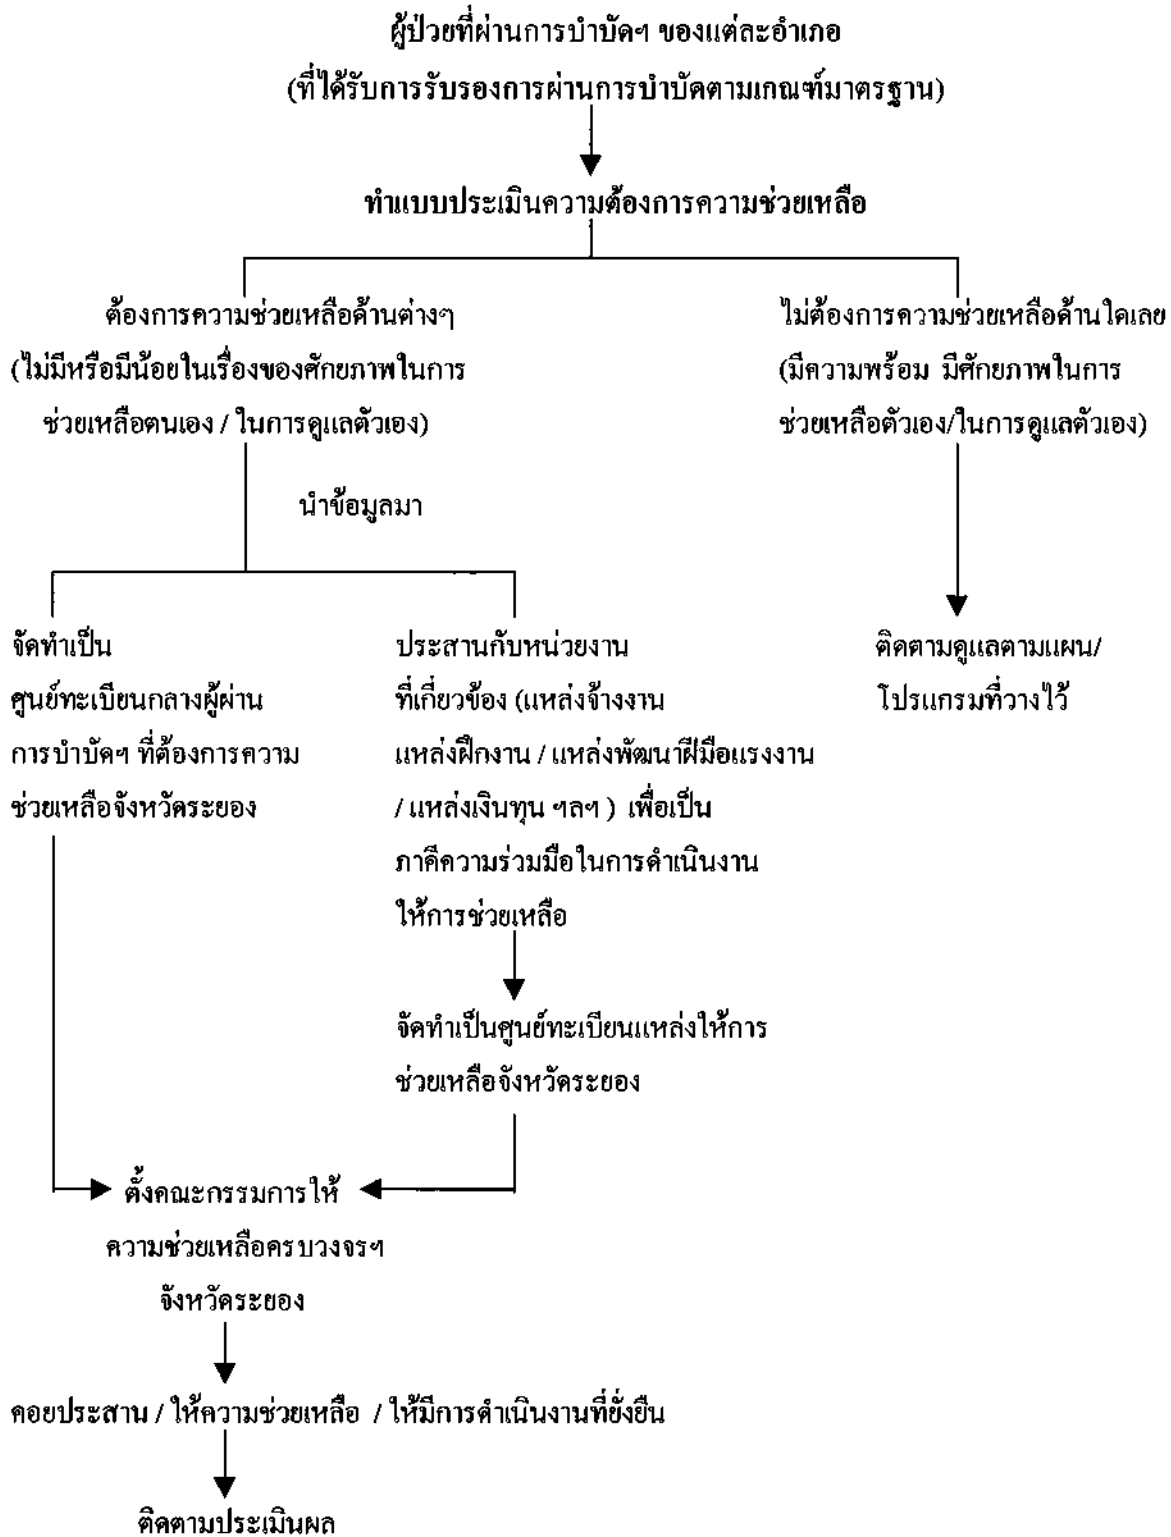 ผู้ป่วยที่ผ่านการบำบัดฯ ของแต่ละอำเภอ
(ที่ได้รับการรับรองการผ่านการบำบัดตามเกณฑ์มาตรฐาน)
ทำแบบประเมินความต้องการความช่วยเหลือ
ต้องการความช่วยเหลือด้านต่างๆ
(ไม่มีหรือมีน้อยในเรื่องของศักยภาพในการ
ช่วยเหลือตนเอง / ในการดูแลตัวเอง)
ไม่ต้องการความช่วยเหลือด้านใดเลย
(มีความพร้อม มีศักยภาพในการ
ช่วยเหลือตัวเอง/ในการดูแลตัวเอง)
นำข้อมูลมา
จัดทำเป็น
ศูนย์ทะเบียนกลางผู้ผ่าน
การบำบัดฯ ที่ต้องการความ
ช่วยเหลือจังหวัดระยอง
ประสานกับหน่วยงาน
ที่เกี่ยวข้อง (แหล่งจ้างงาน
แหล่งฝึกงาน / แหล่งพัฒนาฝีมือแรงงาน
/ แหล่งเงินทุน ฯลฯ ) เพื่อเป็น
ภาคีความร่วมมือในการดำเนินงาน
ให้การช่วยเหลือ
ติดตามดูแลตามแผน/
โปรแกรมที่วางไว้
จัดทำเป็นศูนย์ทะเบียนแหล่งให้การ
ช่วยเหลือจังหวัดระยอง
ตั้งคณะกรรมการให้
ความช่วยเหลือครบวงจรฯ
จังหวัดระยอง
คอยประสาน / ให้ความช่วยเหลือ / ให้มีการดำเนินงานที่ยั่งยืน
ติดตามประเมินผล